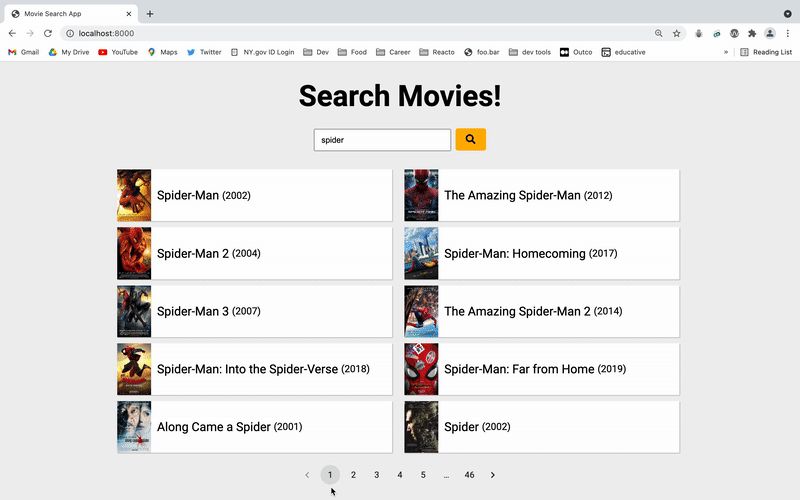 Movie Search App
localhost:8000
Gmail My Drive YouTube Maps Twitter NY.gov ID Login Dev Food Career Reacto foo.bar dev tools Outco educative » Reading List
Search Movies!
spider
Spider-Man (2002)
The Amazing Spider-Man (2012)
Spider-Man 2 (2004)
Spider-Man: Homecoming (2017)
Spider-Man 3 (2007)
The Amazing Spider-Man 2 (2014)
Spider-Man: Into the Spider-Verse (2018)
Spider-Man: Far from Home (2019)
Along Came a Spider (2001)
Spider (2002)
‹ 1 2 3 4 5 ... 46 ›